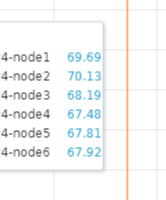 4-node1 69.69
4-node2 70.13
4-node3 68.19
4-node4 67.48
4-node5 67.81
4-node6 67.92